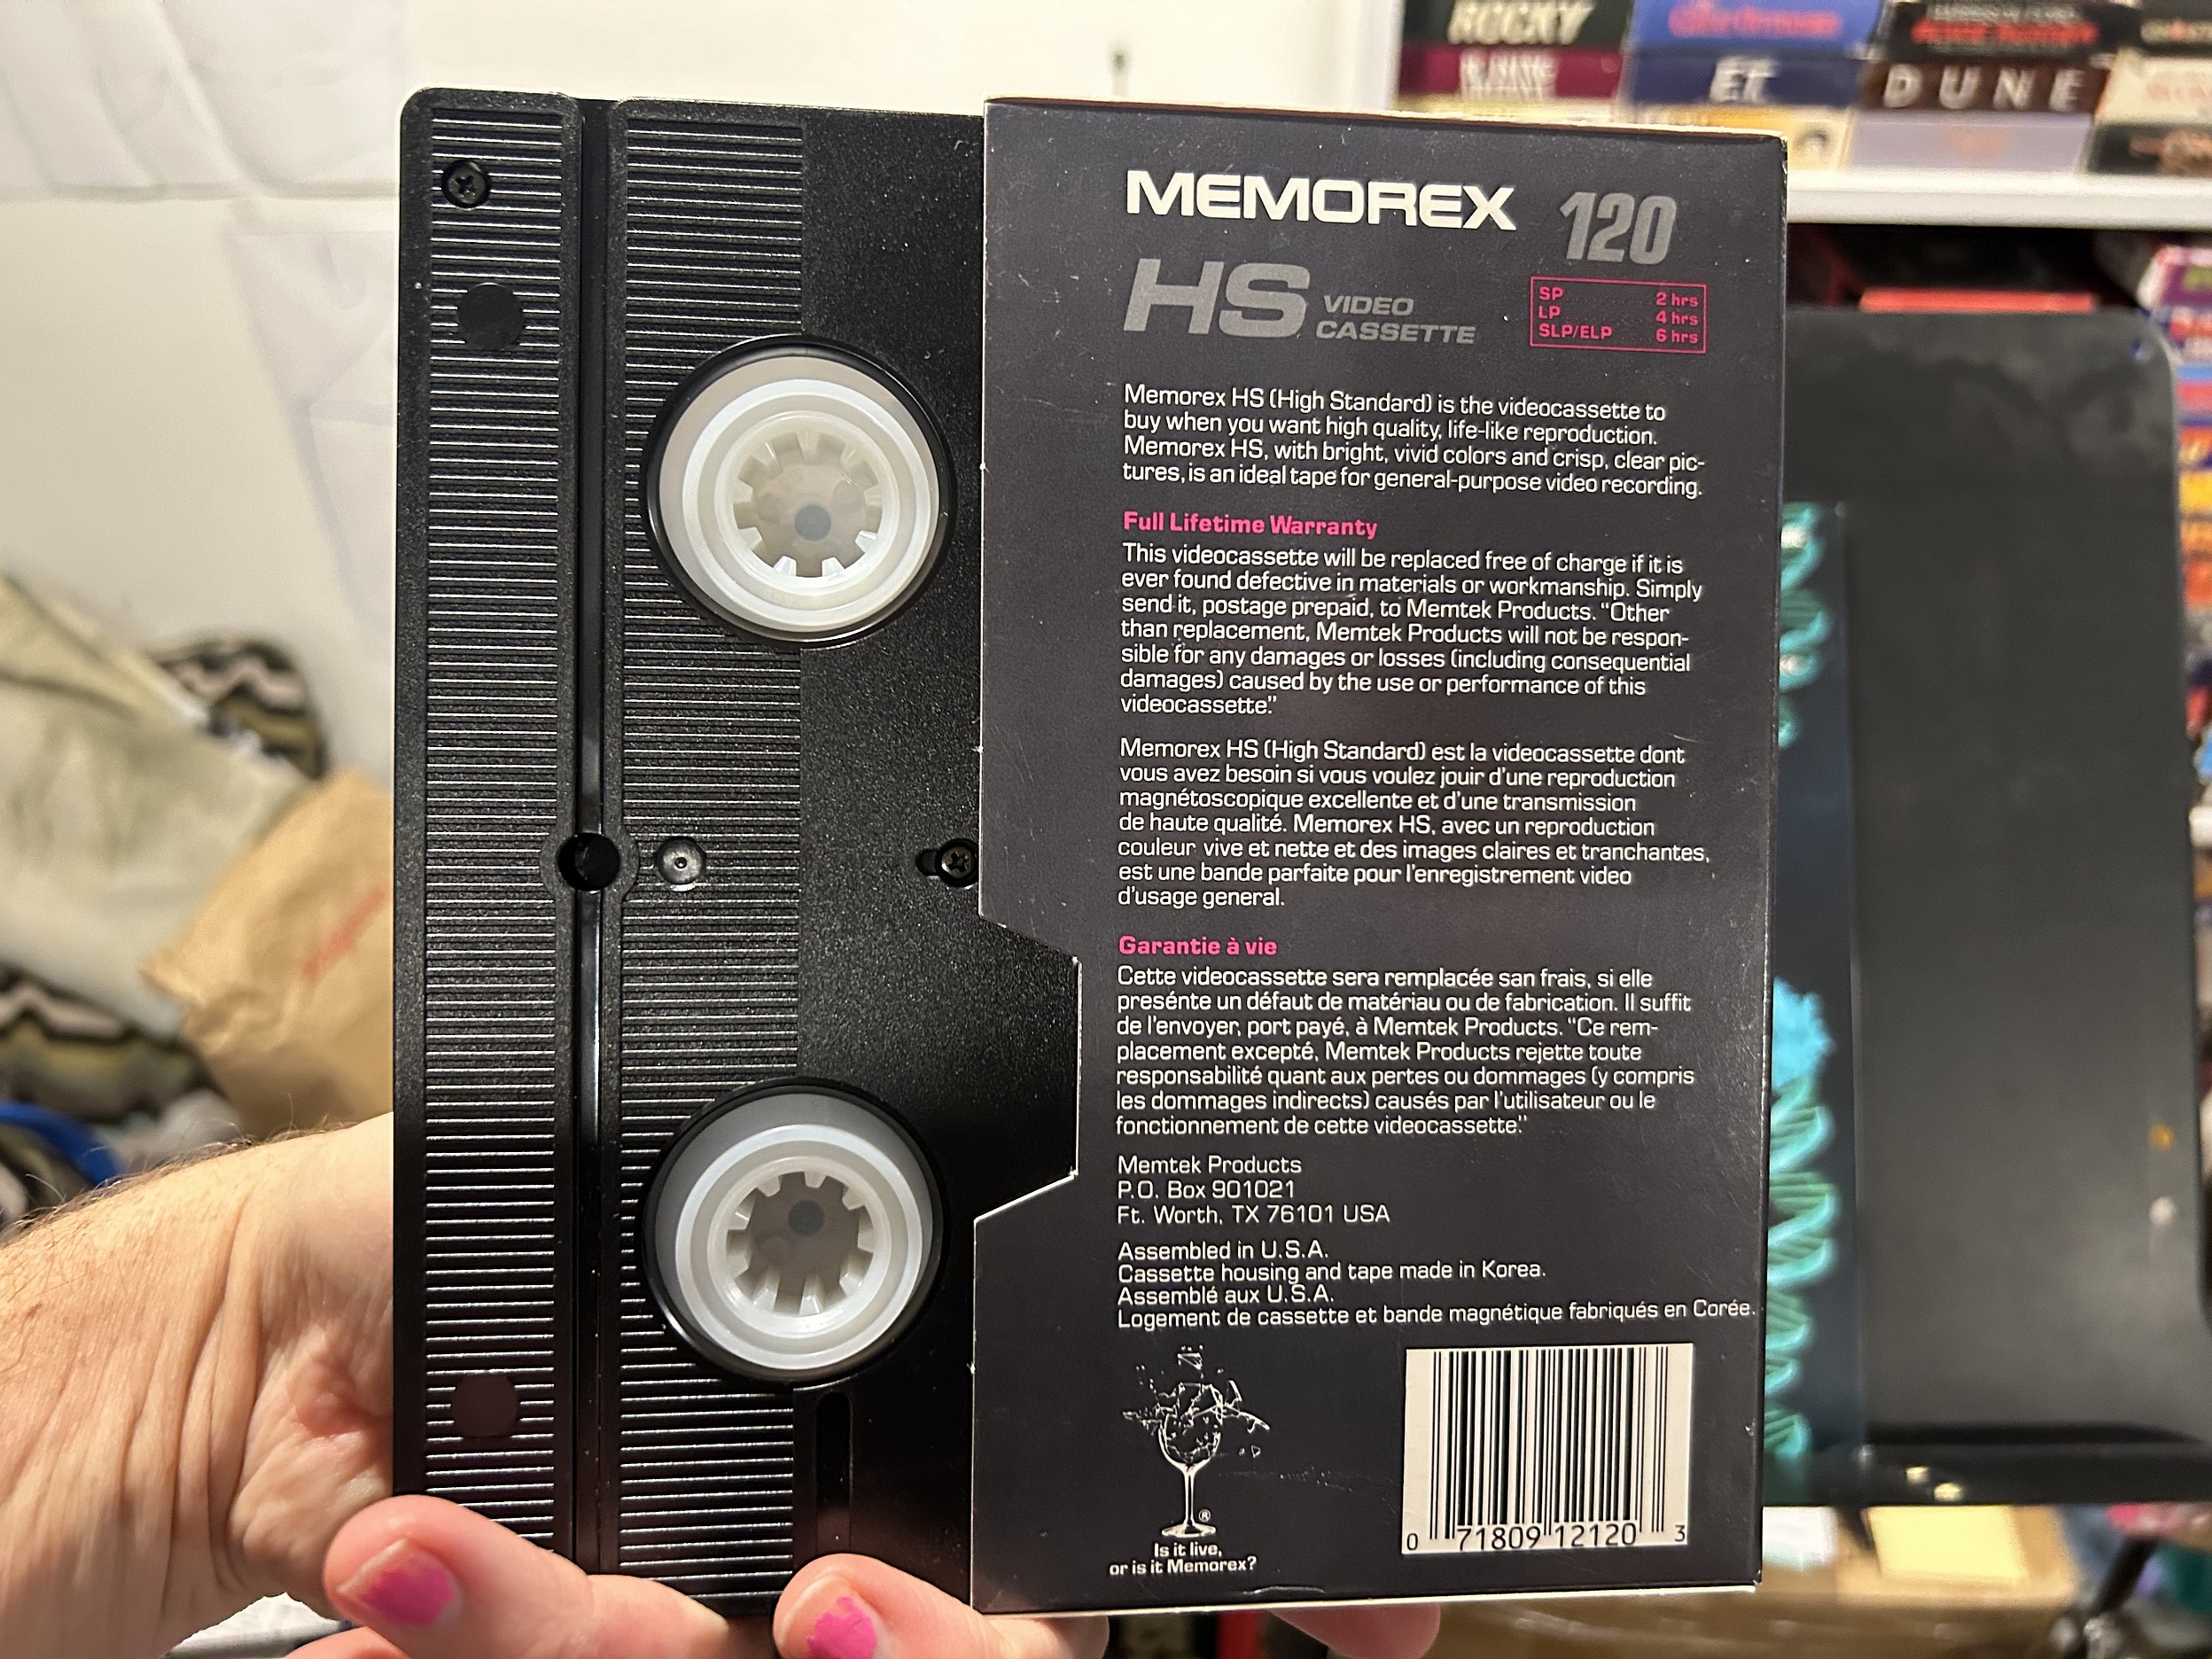 ROCKY
E.T.
DUNE
MEMOREX 120
HS VIDEO
CASSETTE
SP 2 hrs
LP 4 hrs
SLP/ELP 6 hrs
Memorex HS (High Standard) is the videocassette to
buy when you want high quality, life-like reproduction.
Memorex HS, with bright, vivid colors and crisp, clear pic-
tures, is an ideal tape for general-purpose video recording.
Full Lifetime Warranty
This videocassette will be replaced free of charge if it is
ever found defective in materials or workmanship. Simply
send it, postage prepaid, to Memtek Products. “Other
than replacement, Memtek Products will not be respon-
sible for any damages or losses (including consequential
damages) caused by the use or performance of this
videocassette.”
Memorex HS (High Standard) est la videocassette dont
vous avez besoin si vous voulez jouir d'une reproduction
magnétoscopique excellente et d'une transmission
de haute qualité. Memorex HS, avec un reproduction
couleur vive et nette et des images claires et tranchantes,
est une bande parfaite pour l'enregistrement video
d'usage general.
Garantie à vie
Cette videocassette sera remplacée san frais, si elle
presénte un défaut de matériau ou de fabrication. Il suffit
de l'envoyer, port payé, à Memtek Products. “Ce rem-
placement excepté, Memtek Products rejette toute
responsabilité quant aux pertes ou dommages (y compris
les dommages indirects) causés par l'utilisateur ou le
fonctionnement de cette videocassette.”
Memtek Products
P.O. Box 901021
Ft. Worth, TX 76101 USA
Assembled in U.S.A.
Cassette housing and tape made in Korea.
Assemblé aux U.S.A.
Logement de cassette et bande magnétique fabriqués en Corée.
®
Is it live,
or is it Memorex?
0 71809 12120 3